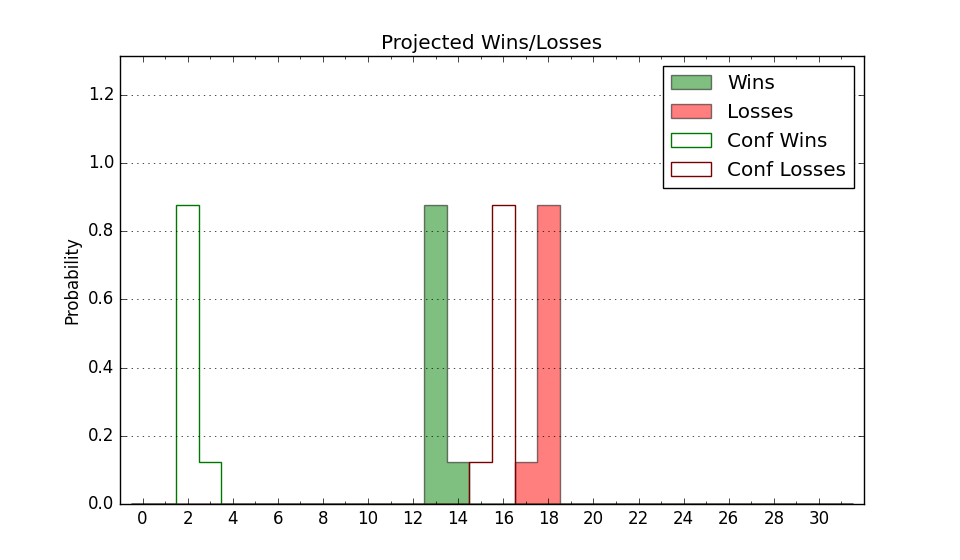 Projected Wins/Losses
Wins
Losses
Conf Wins
Conf Losses
Probability
1.2
1.0
0.8
0.6
0.4
0.2
0.0
0 2 4 6 8 10 12 14 16 18 20 22 24 26 28 30